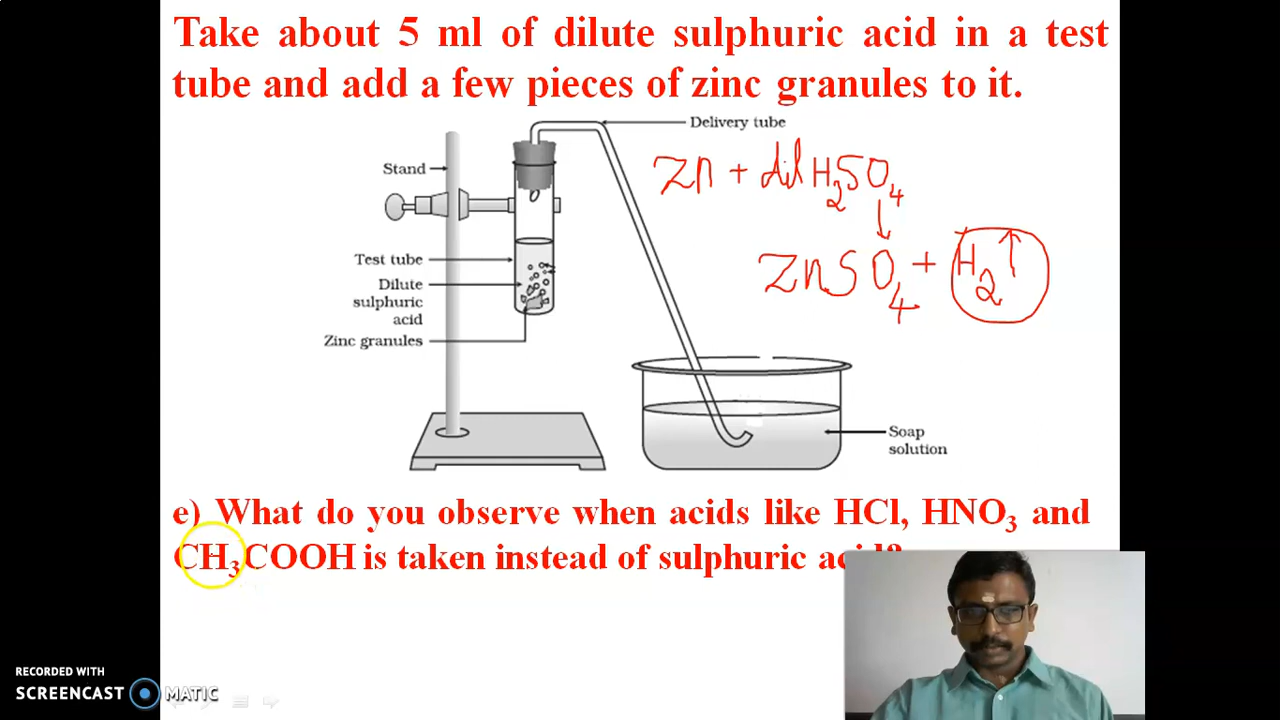 Take about 5 ml of dilute sulphuric acid in a test
tube and add a few pieces of zinc granules to it.
Delivery tube
Stand
Zn + dil H₂SO₄
↓
ZnSO₄ + H₂↑
Test tube
Dilute
sulphuric
acid
Zinc granules
Soap
solution
e) What do you observe when acids like HCl, HNO₃ and
CH₃COOH is taken instead of sulphuric acid?
RECORDED WITH
SCREENCAST MATIC